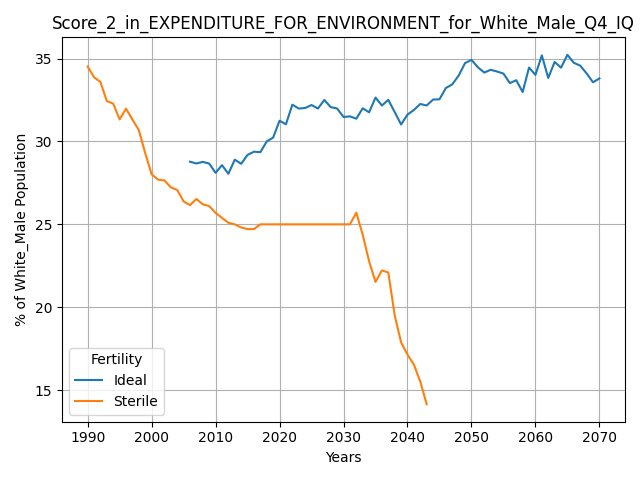 Score_2_in_EXPENDITURE_FOR_ENVIRONMENT_for_White_Male_Q4_IQ
% of White_Male Population
35
30
25
20
15
Fertility
Ideal
Sterile
1990 2000 2010 2020 2030 2040 2050 2060 2070
Years